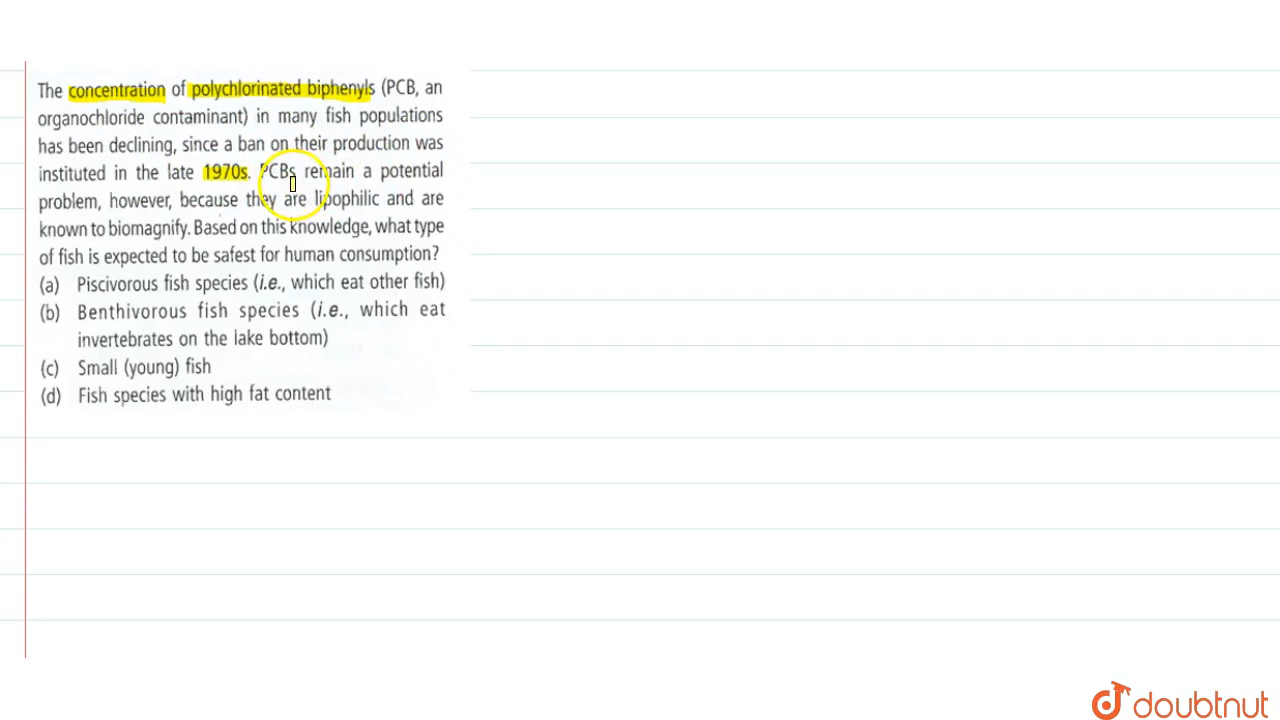 The concentration of polychlorinated biphenyls (PCB, an
organochloride contaminant) in many fish populations
has been declining, since a ban on their production was
instituted in the late 1970s. PCBs remain a potential
problem, however, because they are lipophilic and are
known to biomagnify. Based on this knowledge, what type
of fish is expected to be safest for human consumption?
(a) Piscivorous fish species (i.e., which eat other fish)
(b) Benthivorous fish species (i.e., which eat
invertebrates on the lake bottom)
(c) Small (young) fish
(d) Fish species with high fat content
doubtnut